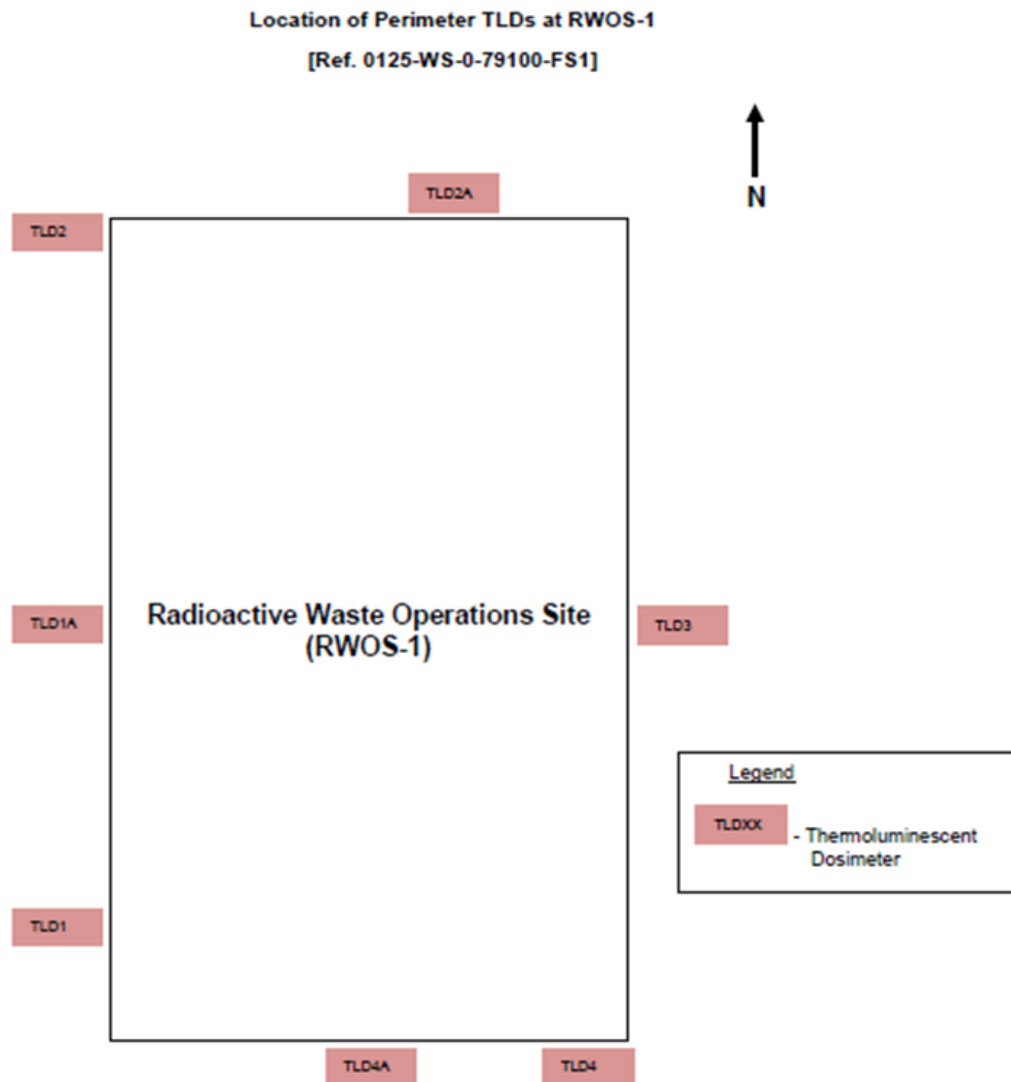 Location of Perimeter TLDs at RWOS-1
[Ref. 0125-WS-0-79100-FS1]
N
TLD2A
TLD2
TLD1A
Radioactive Waste Operations Site
(RWOS-1)
TLD3
Legend
TLDXX
- Thermoluminescent
Dosimeter
TLD1
TLD4A
TLD4